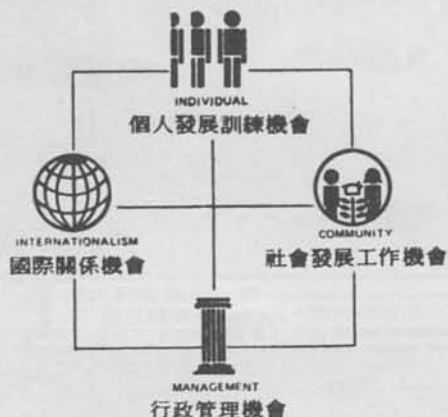 INDIVIDUAL
個人發展訓練機會
INTERNATIONALISM
國際關係機會
COMMUNITY
社會發展工作機會
MANAGEMENT
行政管理機會